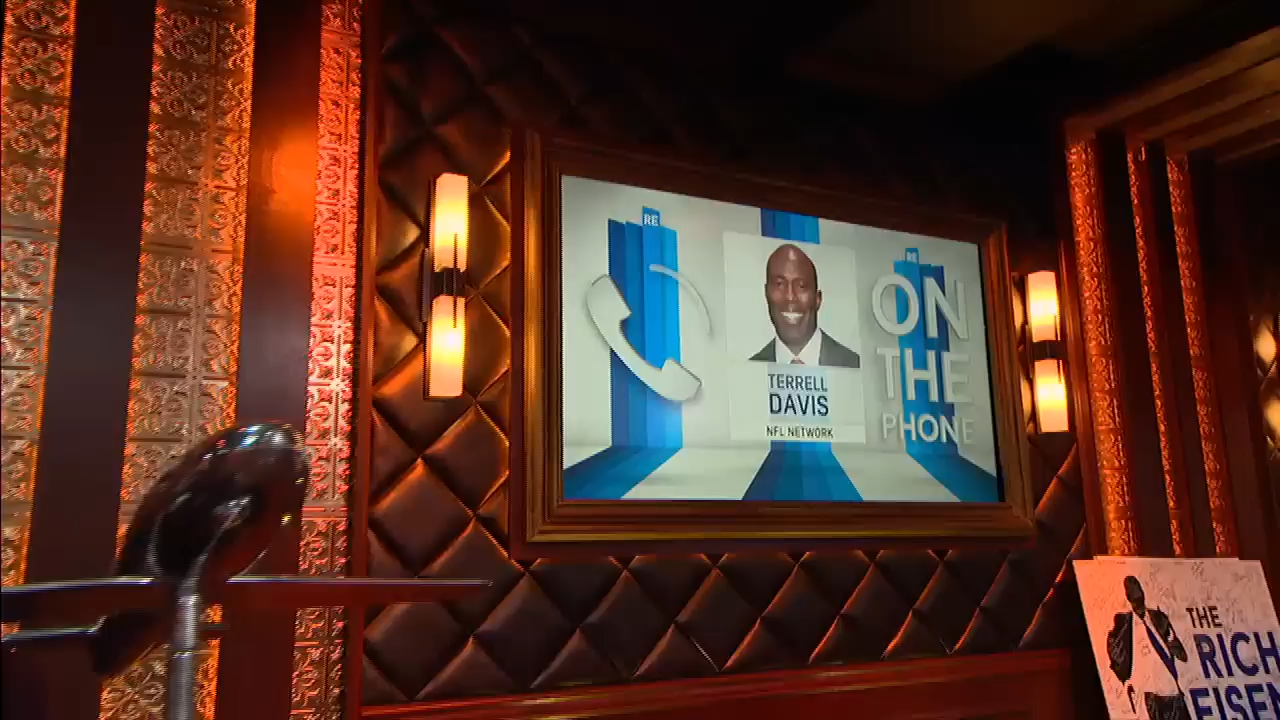 RE
RE
ON
THE
PHONE
TERRELL
DAVIS
NFL NETWORK
THE
RICH
EISEN